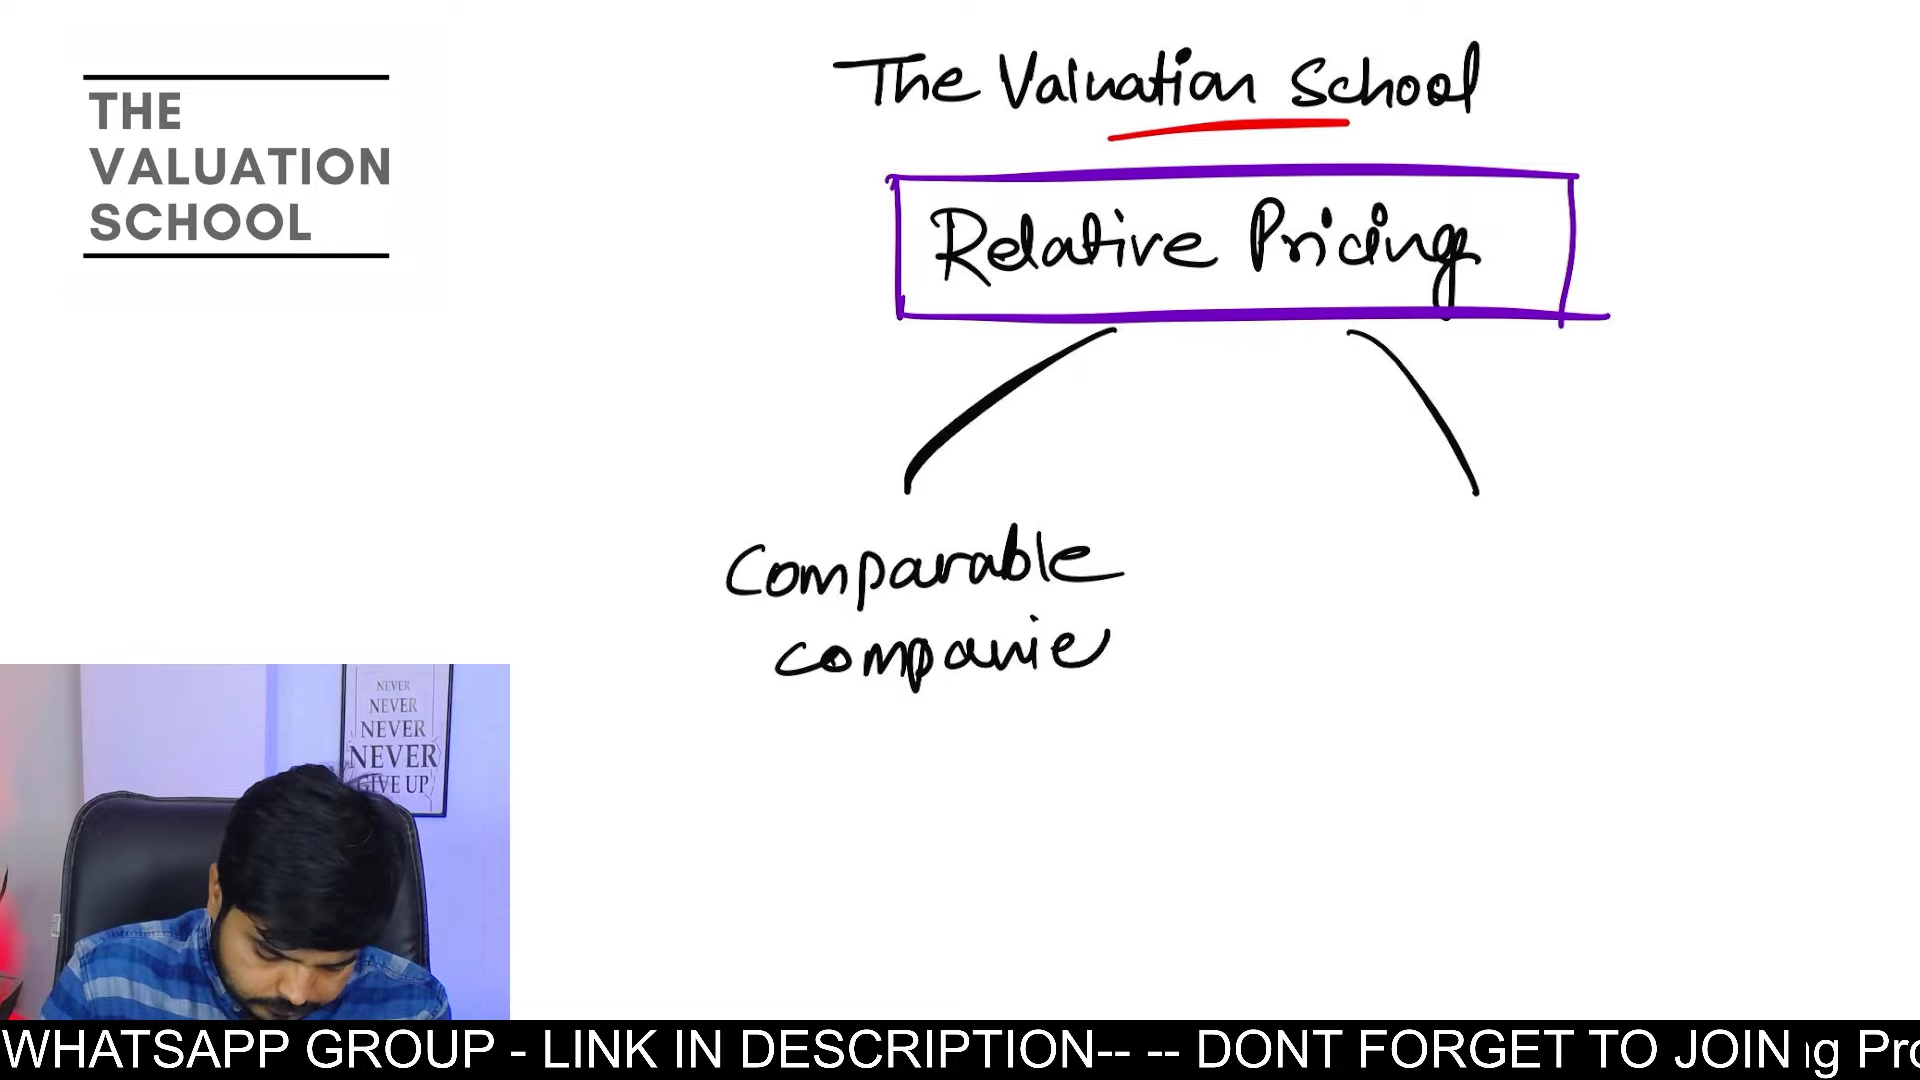 THE
VALUATION
SCHOOL
The Valuation School
Relative Pricing
Comparable
companie
NEVER
NEVER
NEVER
NEVER
GIVE UP
WHATSAPP GROUP - LINK IN DESCRIPTION-- -- DONT FORGET TO JOIN